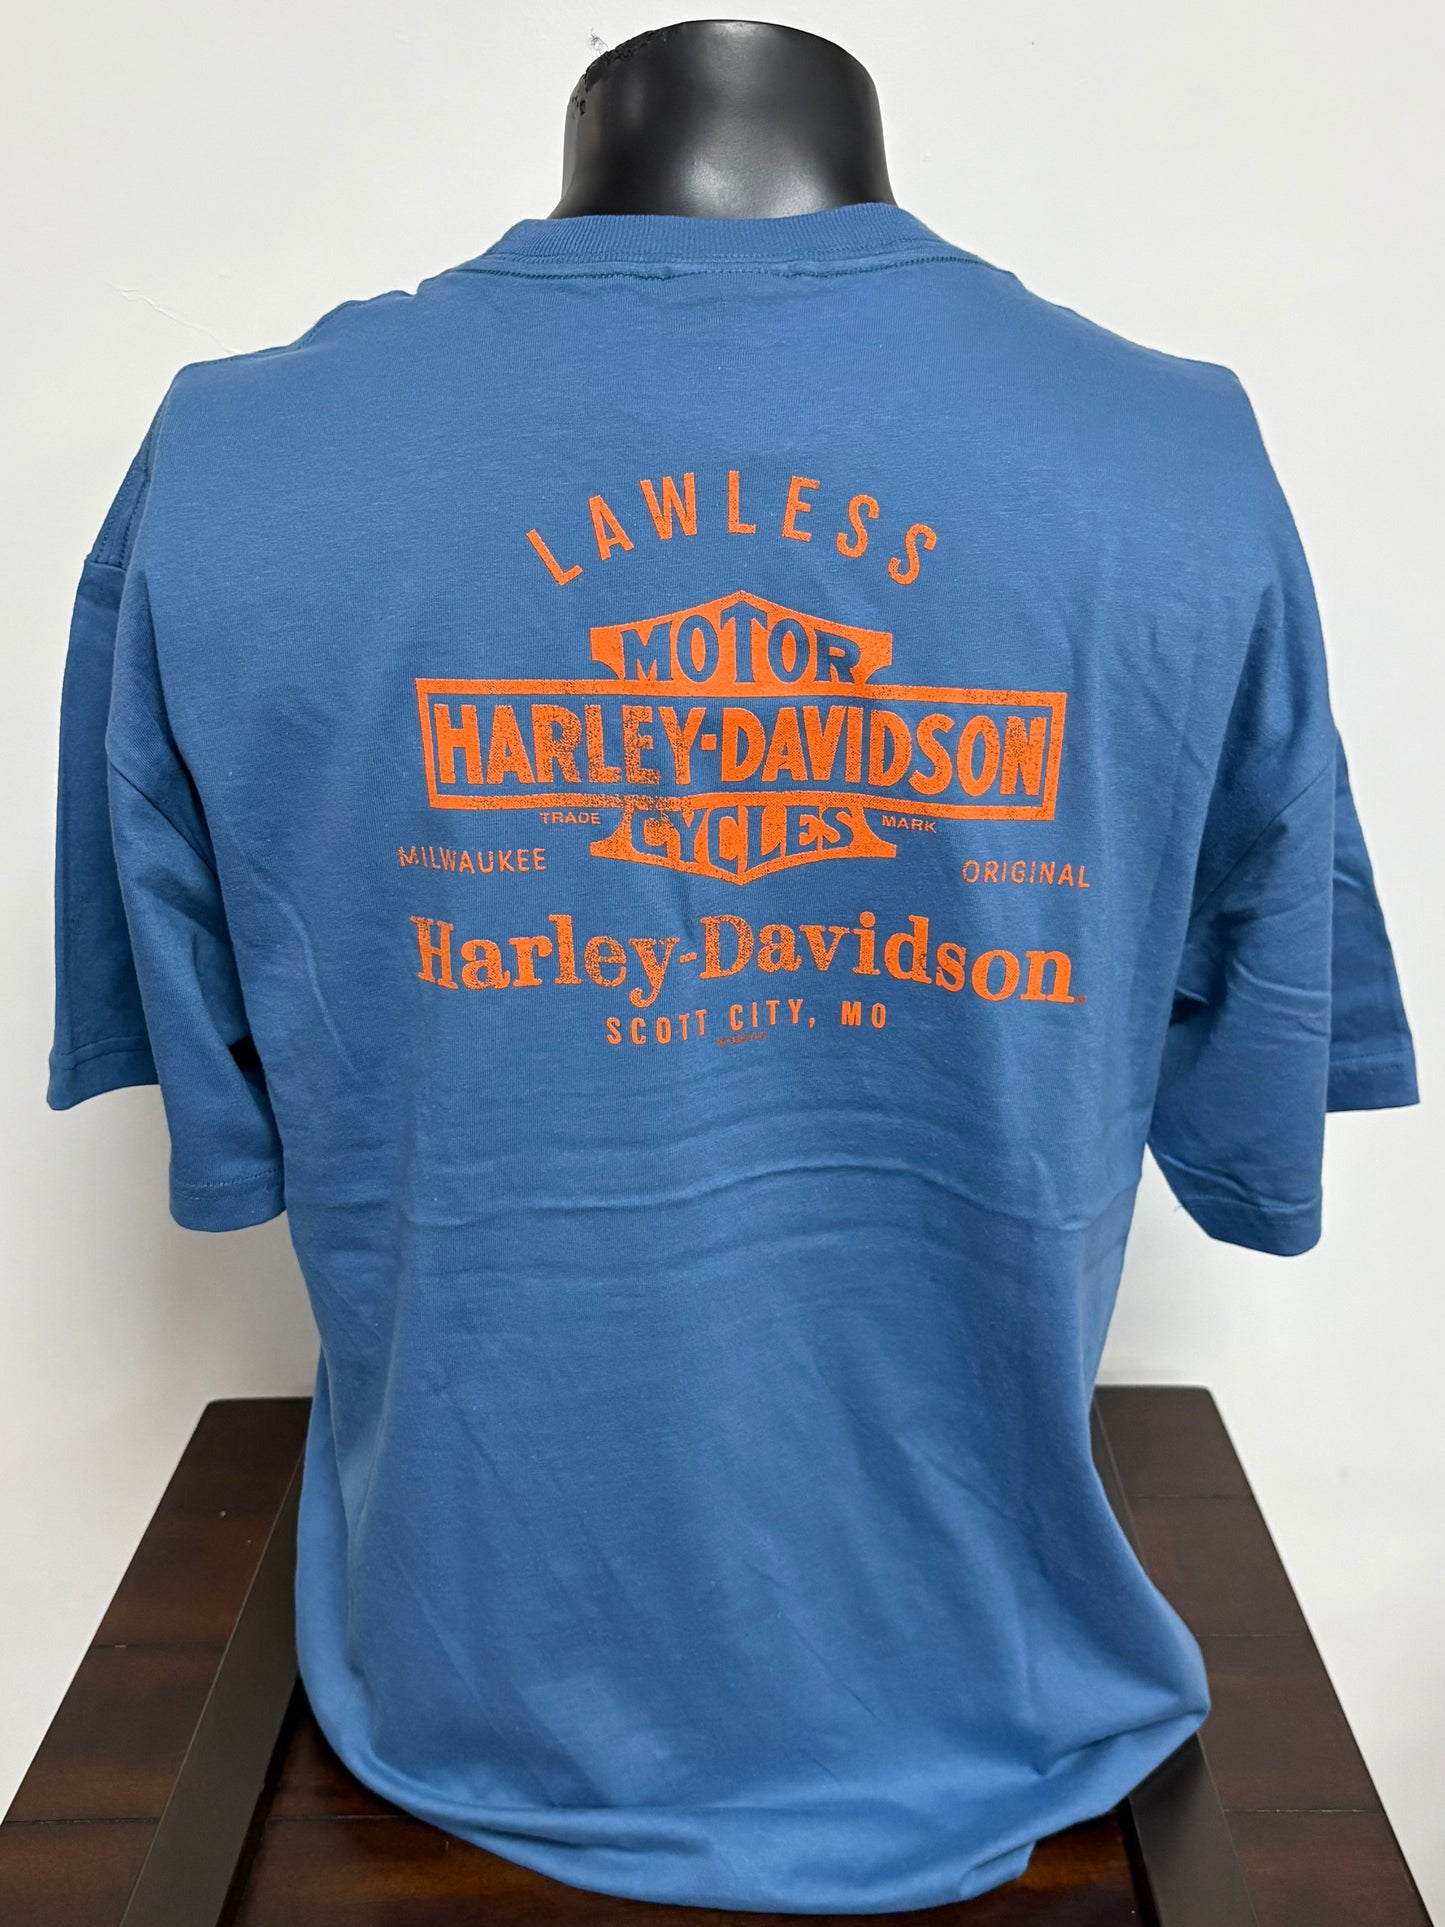 LAWLESS
MOTOR
HARLEY-DAVIDSON
TRADE CYCLES MARK
MILWAUKEE ORIGINAL
Harley-Davidson
SCOTT CITY, MO